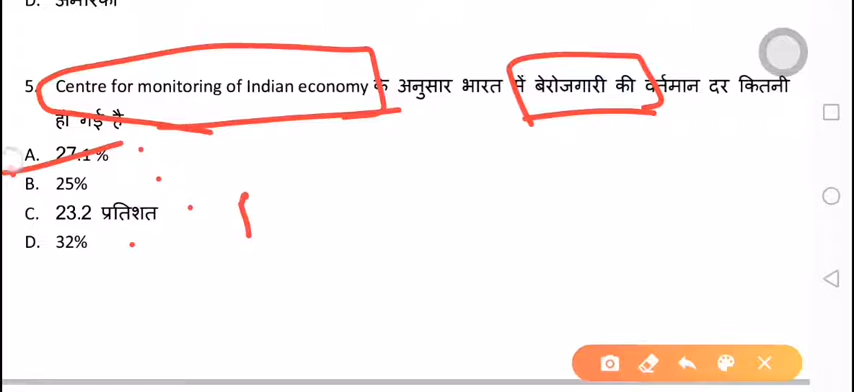 D. अमेरिका
5. Centre for monitoring of Indian economy के अनुसार भारत में बेरोजगारी की वर्तमान दर कितनी
हो गई है
A. 27.1%
B. 25%
C. 23.2 प्रतिशत
D. 32%